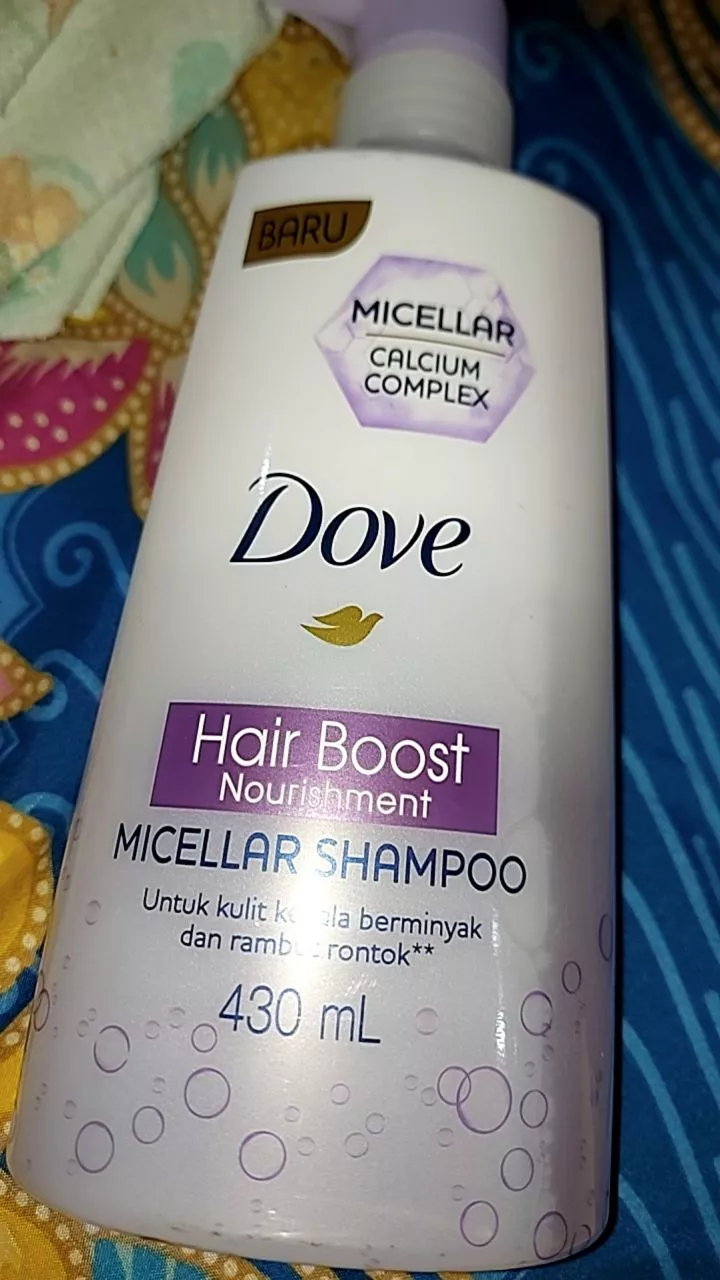 BARU
MICELLAR
CALCIUM
COMPLEX
Dove
Hair Boost
Nourishment
MICELLAR SHAMPOO
Untuk kulit berminyak
dan rontok**
430 mL